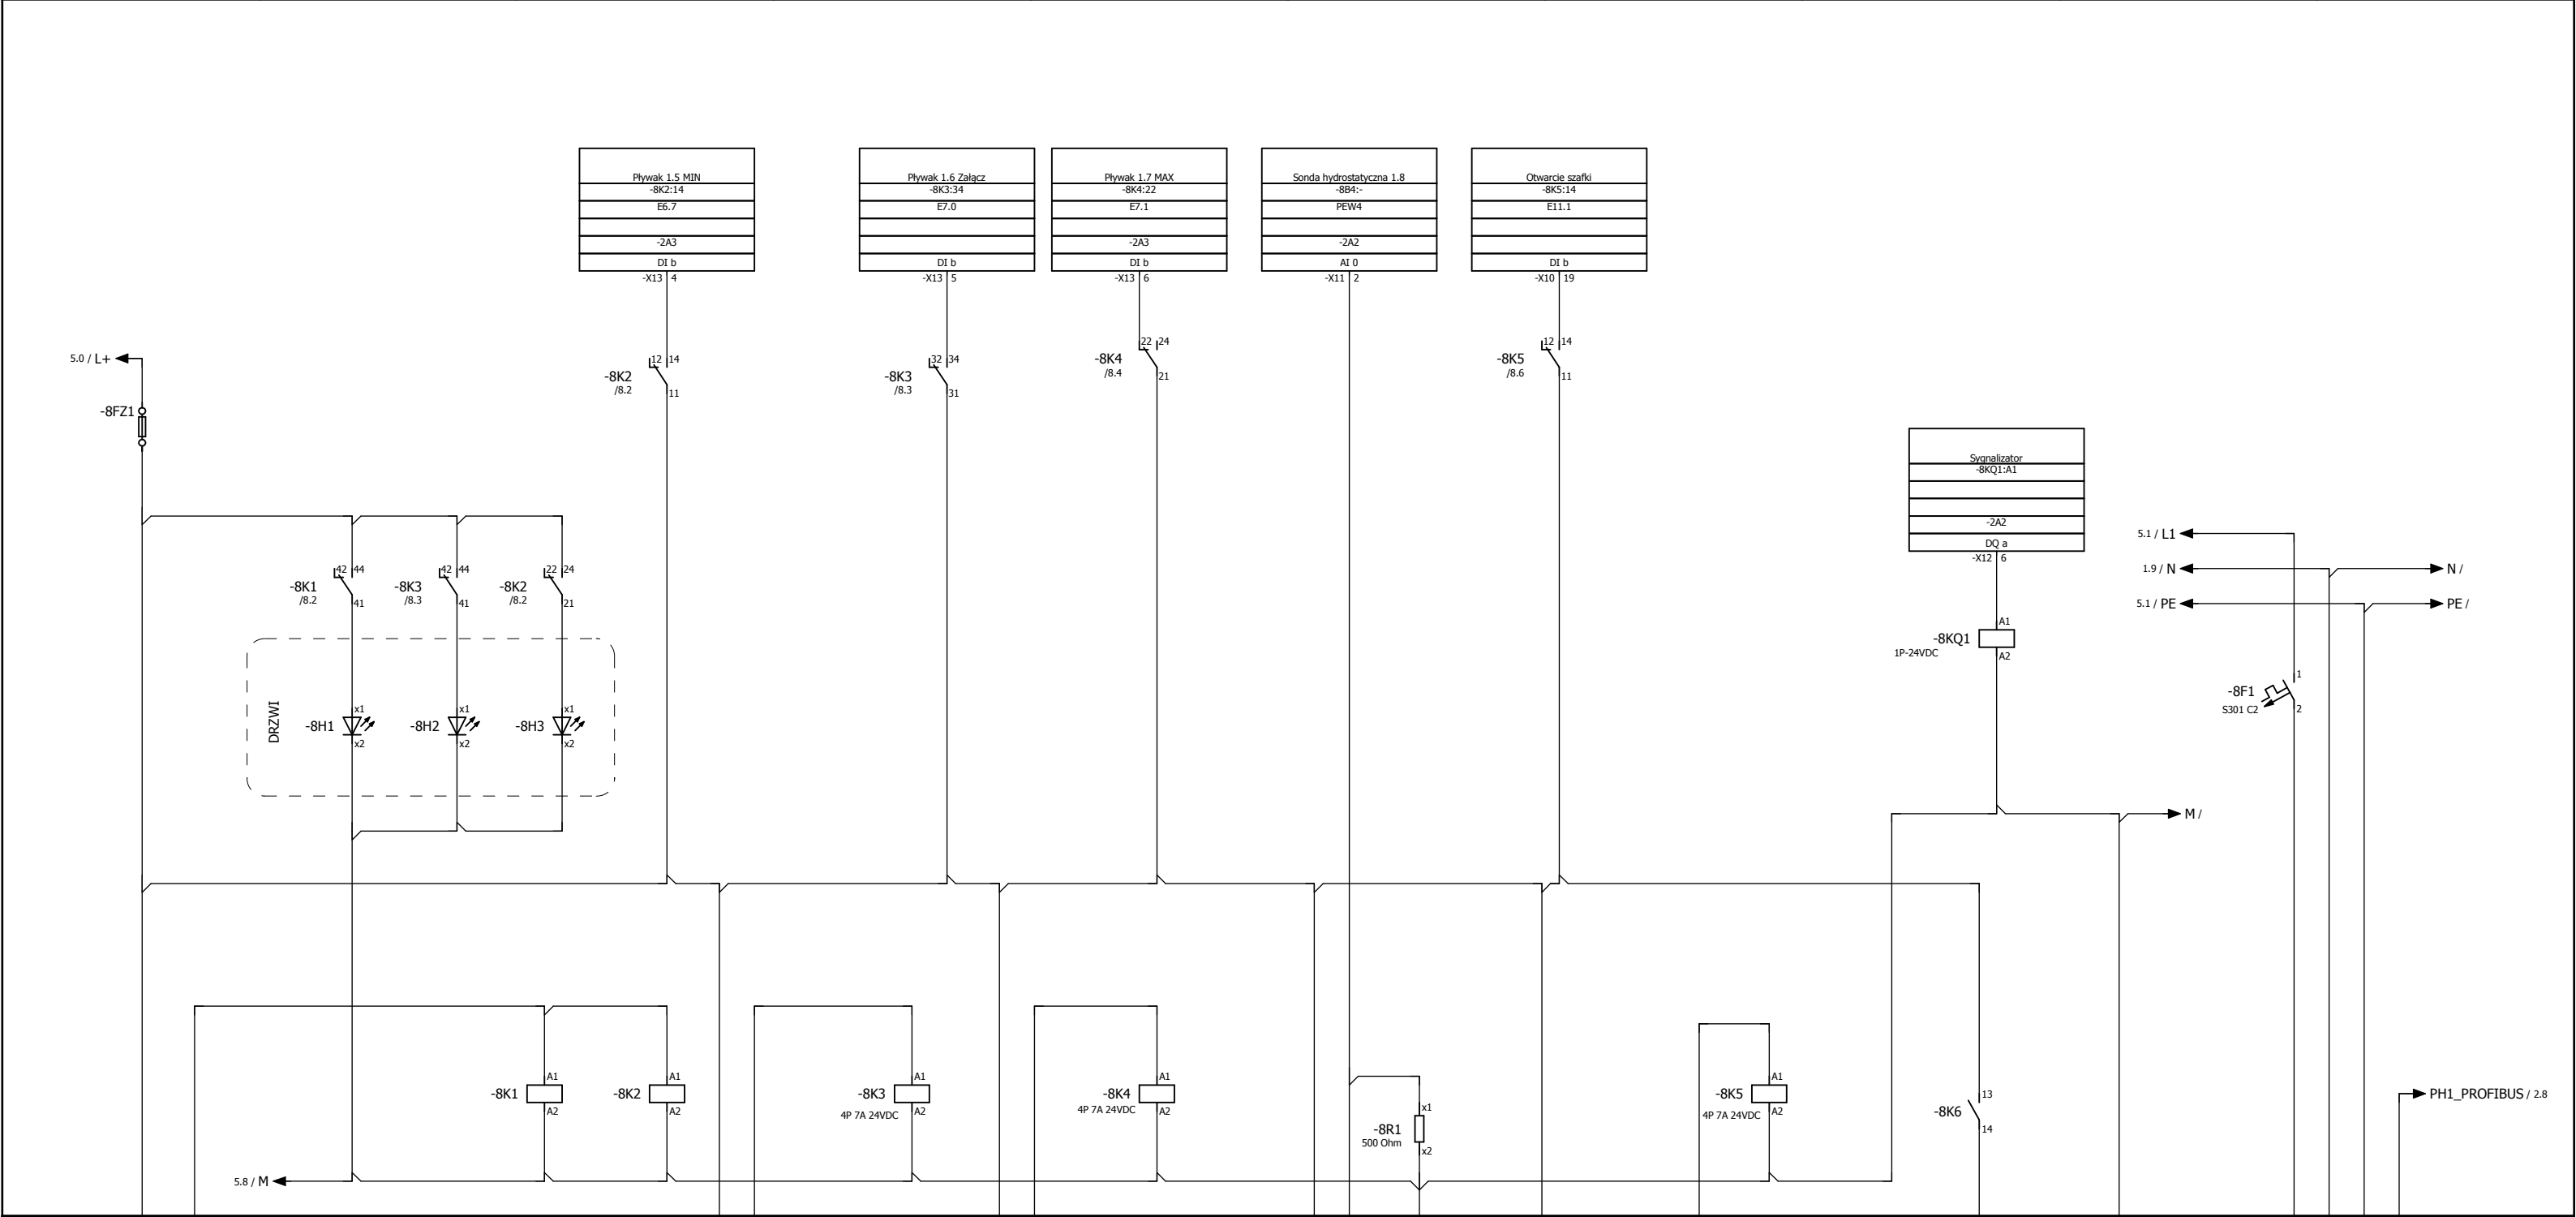 Pływak 1.5 MIN
-8K2:14
E6.7
-2A3
DI b
-X13 4
Pływak 1.6 Załącz
-8K3:34
E7.0
DI b
-X13 5
Pływak 1.7 MAX
-8K4:22
E7.1
-2A3
DI b
-X13 6
Sonda hydrostatyczna 1.8
-8B4:-
PEW4
-2A2
AI 0
-X11 2
Otwarcie szafki
-8K5:14
E11.1
DI b
-X10 19
5.0 / L+
-8FZ1
-8K2
/8.2
12 14
11
-8K3
/8.3
32 34
31
-8K4
/8.4
22 24
21
-8K5
/8.6
12 14
11
Sygnalizator
-8KQ1:A1
-2A2
DQ a
-X12 6
5.1 / L1
1.9 / N
N /
5.1 / PE
PE /
-8K1
/8.2
42 44
41
-8K3
/8.3
42 44
41
-8K2
/8.2
22 24
21
-8KQ1
1P-24VDC
A1
A2
DRZWI
-8H1
x1
x2
-8H2
x1
x2
-8H3
x1
x2
-8F1
S301 C2
1
2
M /
-8K1
A1
A2
-8K2
A1
A2
-8K3
4P 7A 24VDC
A1
A2
-8K4
4P 7A 24VDC
A1
A2
-8R1
500 Ohm
x1
x2
-8K5
4P 7A 24VDC
A1
A2
-8K6
13
14
PH1_PROFIBUS / 2.8
5.8 / M